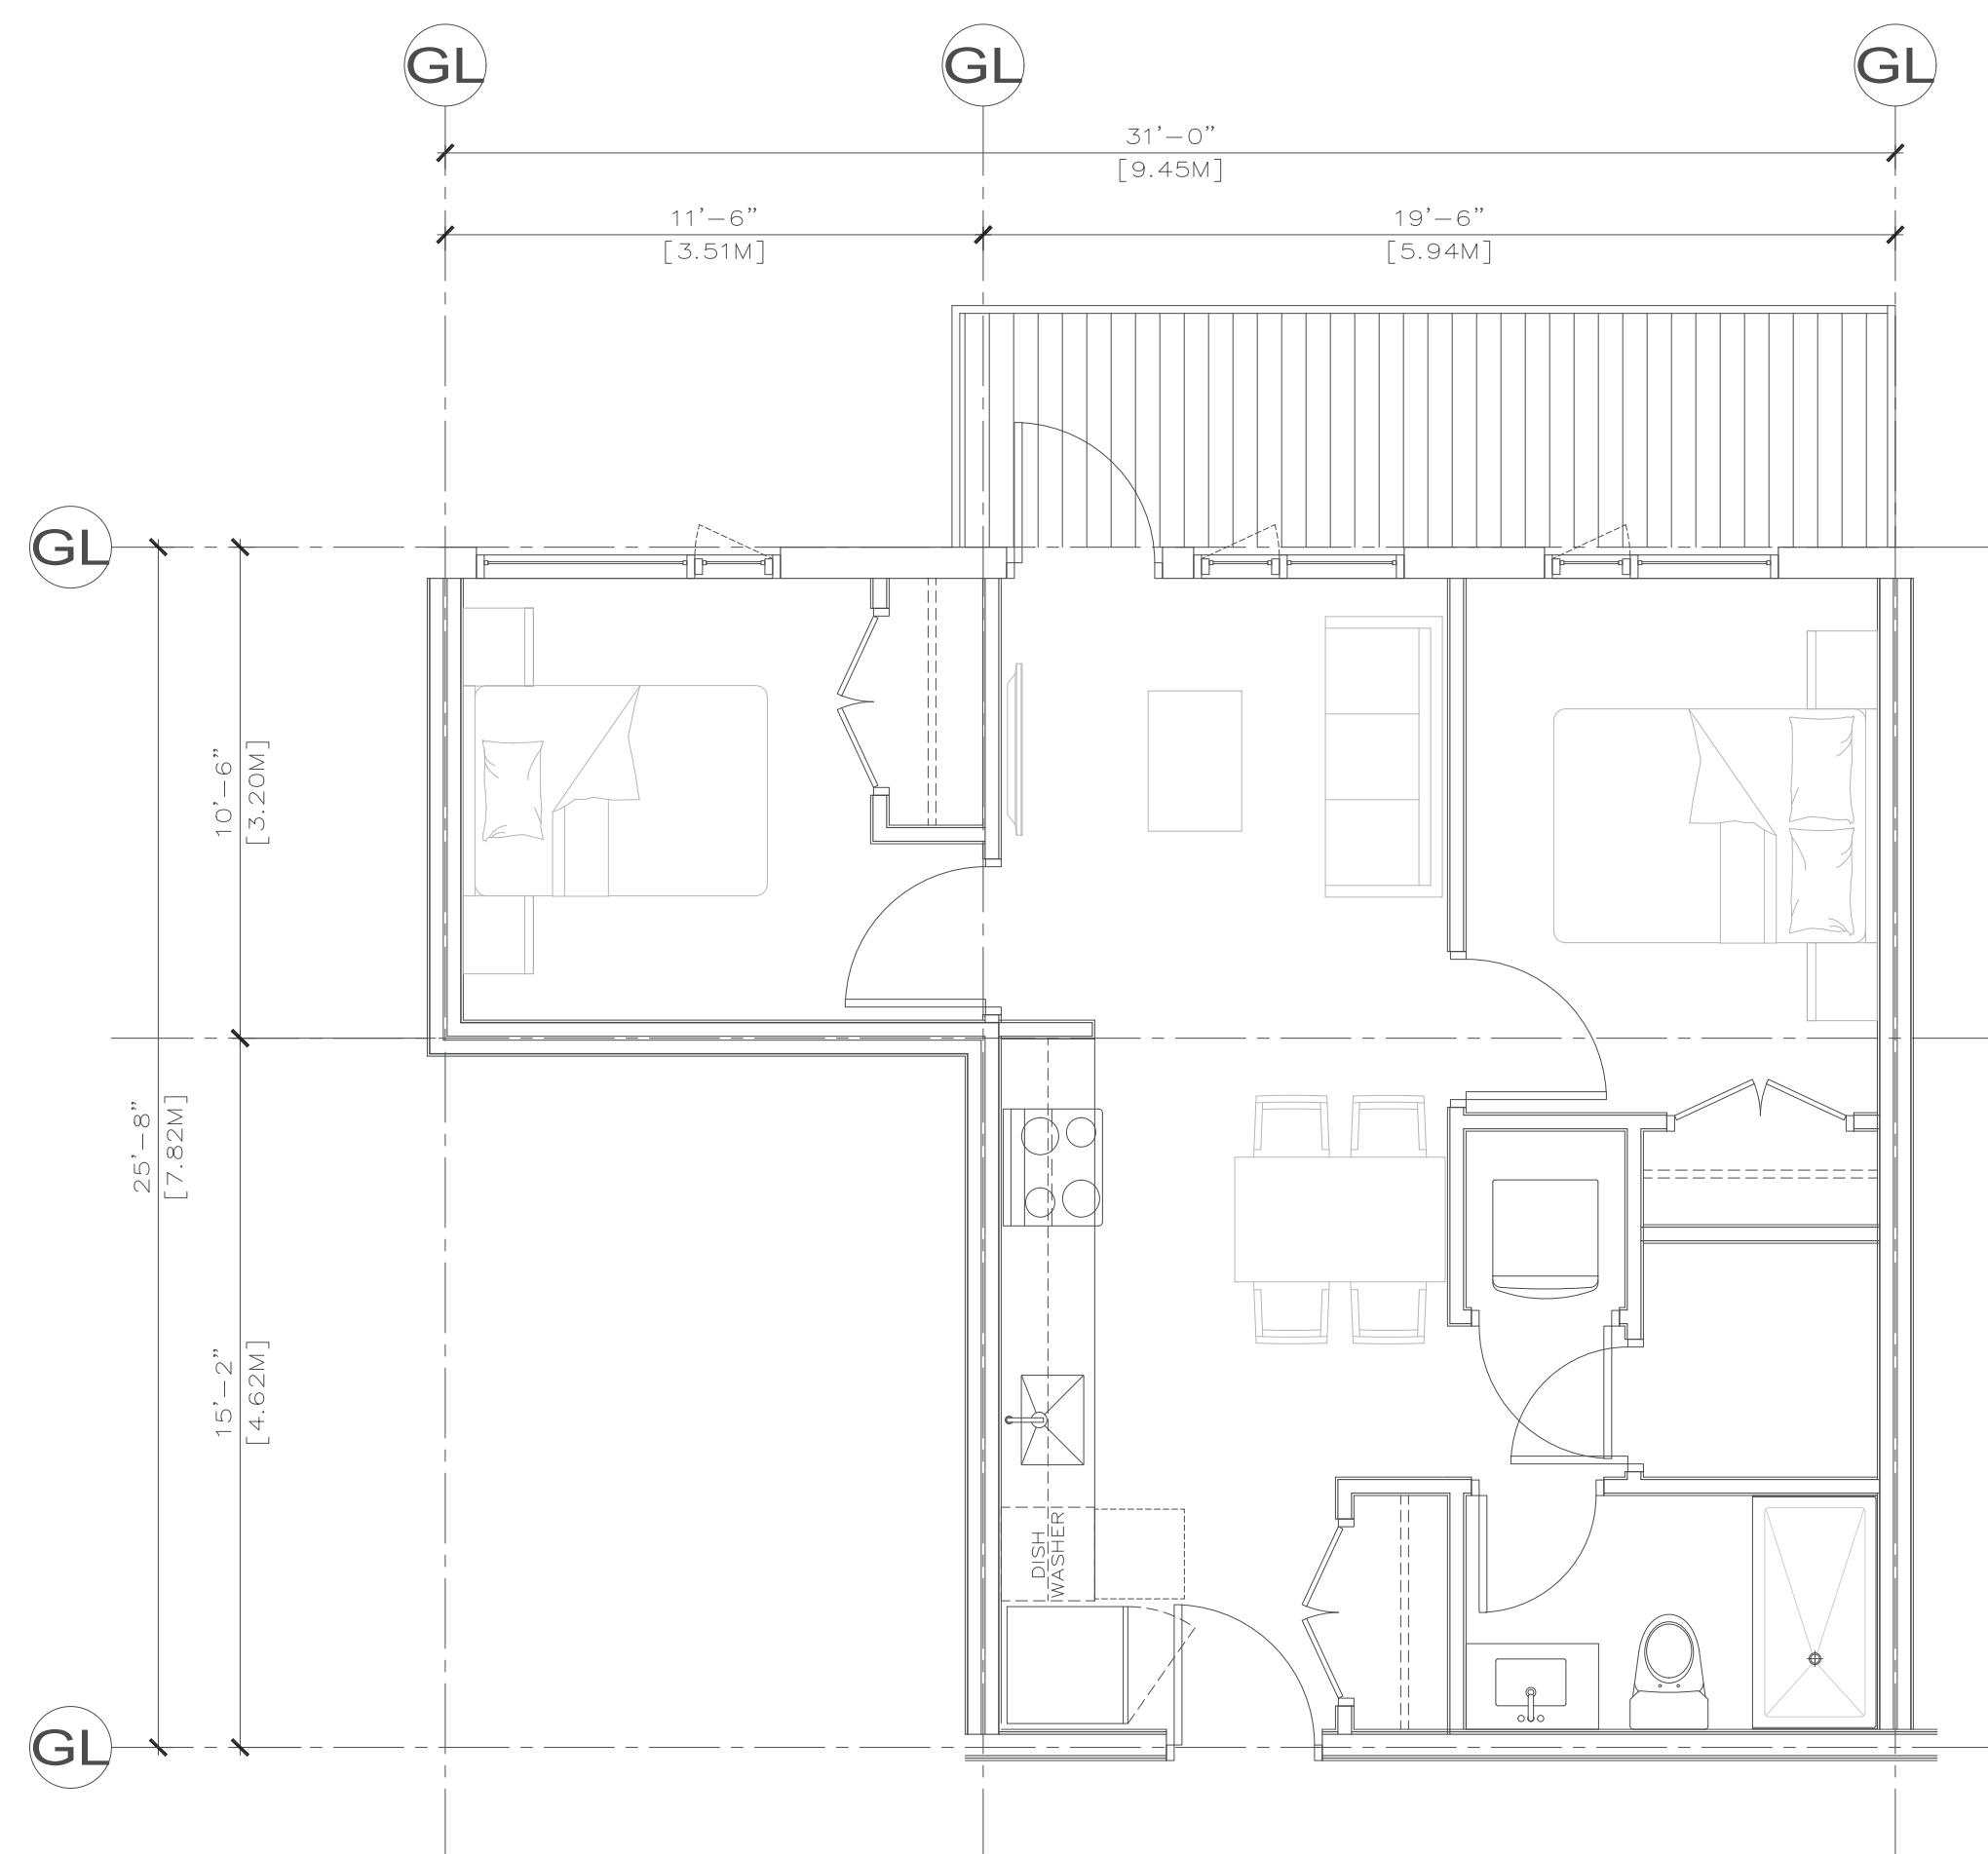 GL
GL
GL
31'-0"
[9.45M]
11'-6"
[3.51M]
19'-6"
[5.94M]
GL
10'-6"
[3.20M]
25'-8"
[7.82M]
15'-2"
[4.62M]
DISH
WASHER
GL